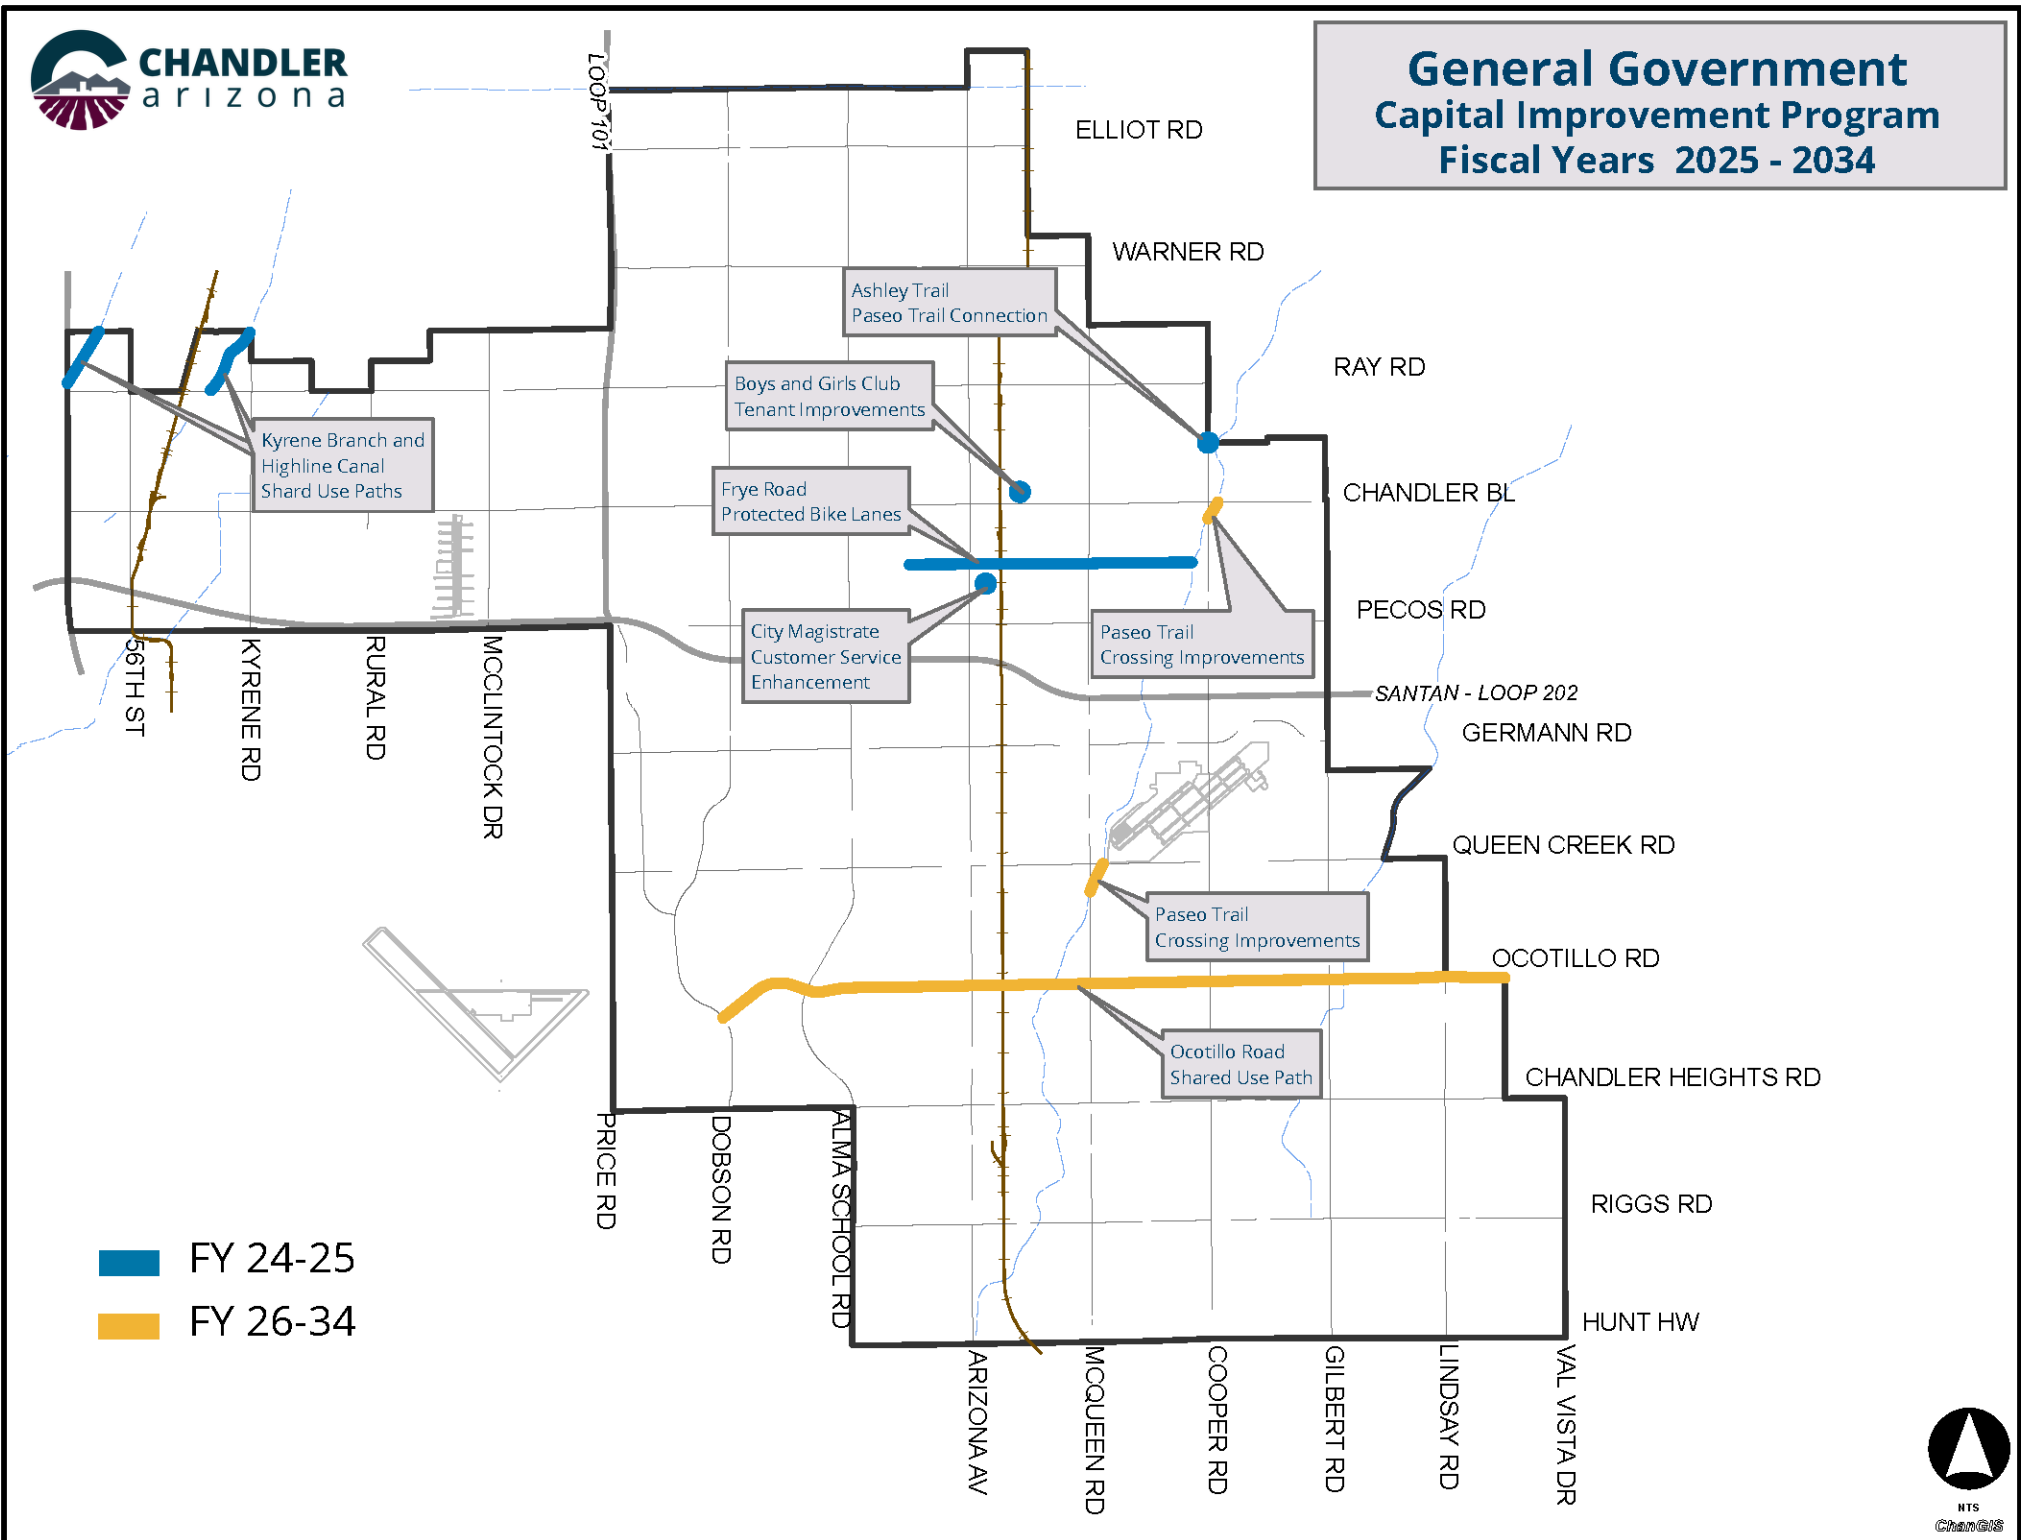 CHANDLER
arizona
General Government
Capital Improvement Program
Fiscal Years 2025 - 2034
LOOP 101
ELLIOT RD
WARNER RD
Ashley Trail
Paseo Trail Connection
RAY RD
Boys and Girls Club
Tenant Improvements
Kyrene Branch and
Highline Canal
Shard Use Paths
Frye Road
Protected Bike Lanes
CHANDLER BL
PECOS RD
City Magistrate
Customer Service
Enhancement
Paseo Trail
Crossing Improvements
56TH ST
KYRENE RD
RURAL RD
MCCLINTOCK DR
SANTAN - LOOP 202
GERMANN RD
QUEEN CREEK RD
Paseo Trail
Crossing Improvements
OCOTILLO RD
Ocotillo Road
Shared Use Path
CHANDLER HEIGHTS RD
PRICE RD
DOBSON RD
ALMA SCHOOL RD
RIGGS RD
FY 24-25
FY 26-34
HUNT HW
ARIZONA AV
MCQUEEN RD
COOPER RD
GILBERT RD
LINDSAY RD
VAL VISTA DR
NTS
ChanGIS